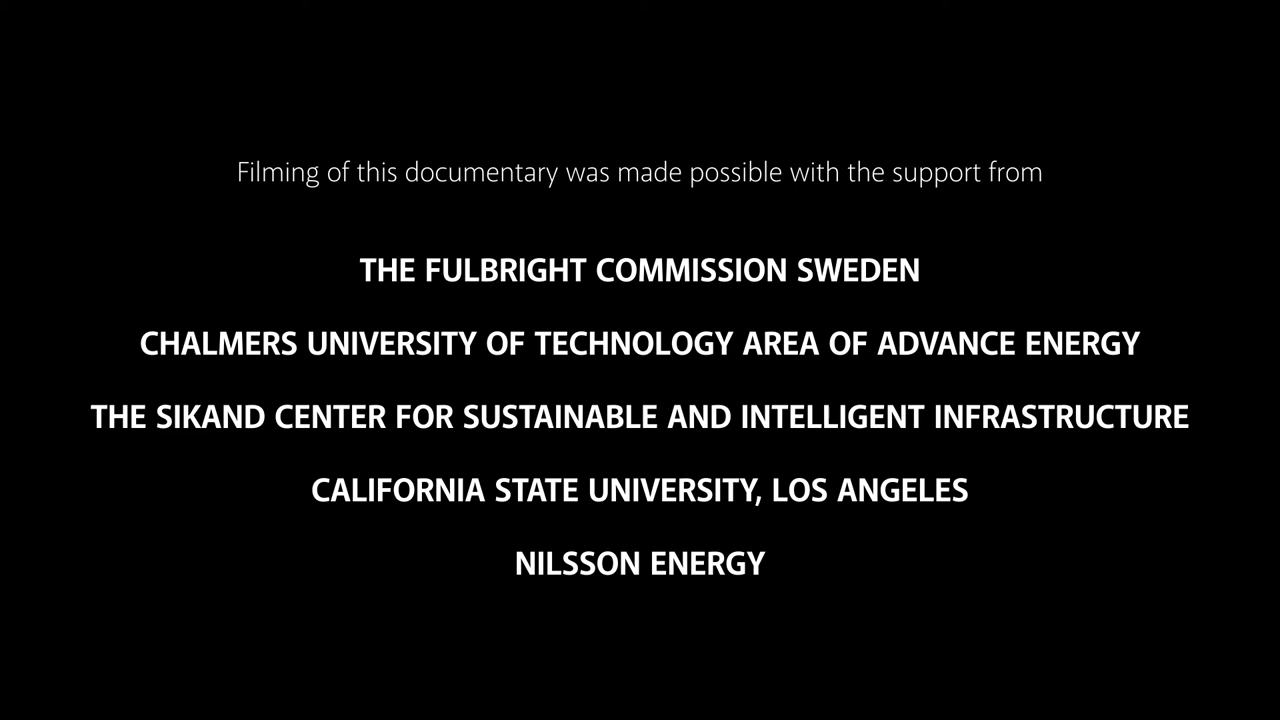 Filming of this documentary was made possible with the support from
THE FULBRIGHT COMMISSION SWEDEN
CHALMERS UNIVERSITY OF TECHNOLOGY AREA OF ADVANCE ENERGY
THE SIKAND CENTER FOR SUSTAINABLE AND INTELLIGENT INFRASTRUCTURE
CALIFORNIA STATE UNIVERSITY, LOS ANGELES
NILSSON ENERGY